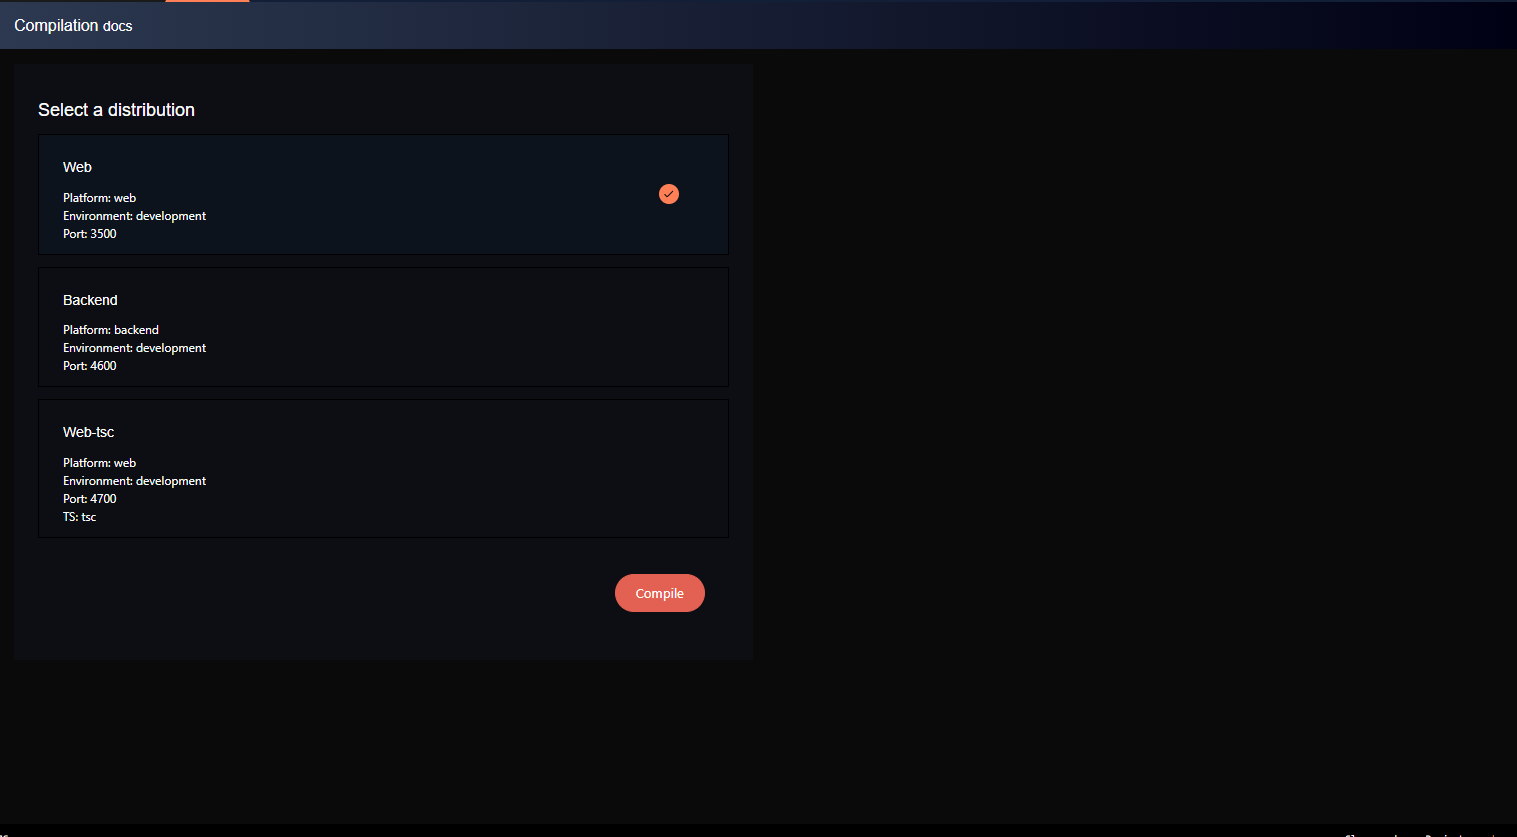 Compilation docs
Select a distribution
Web
Platform: web
Environment: development
Port: 3500
Backend
Platform: backend
Environment: development
Port: 4600
Web-tsc
Platform: web
Environment: development
Port: 4700
TS: tsc
Compile